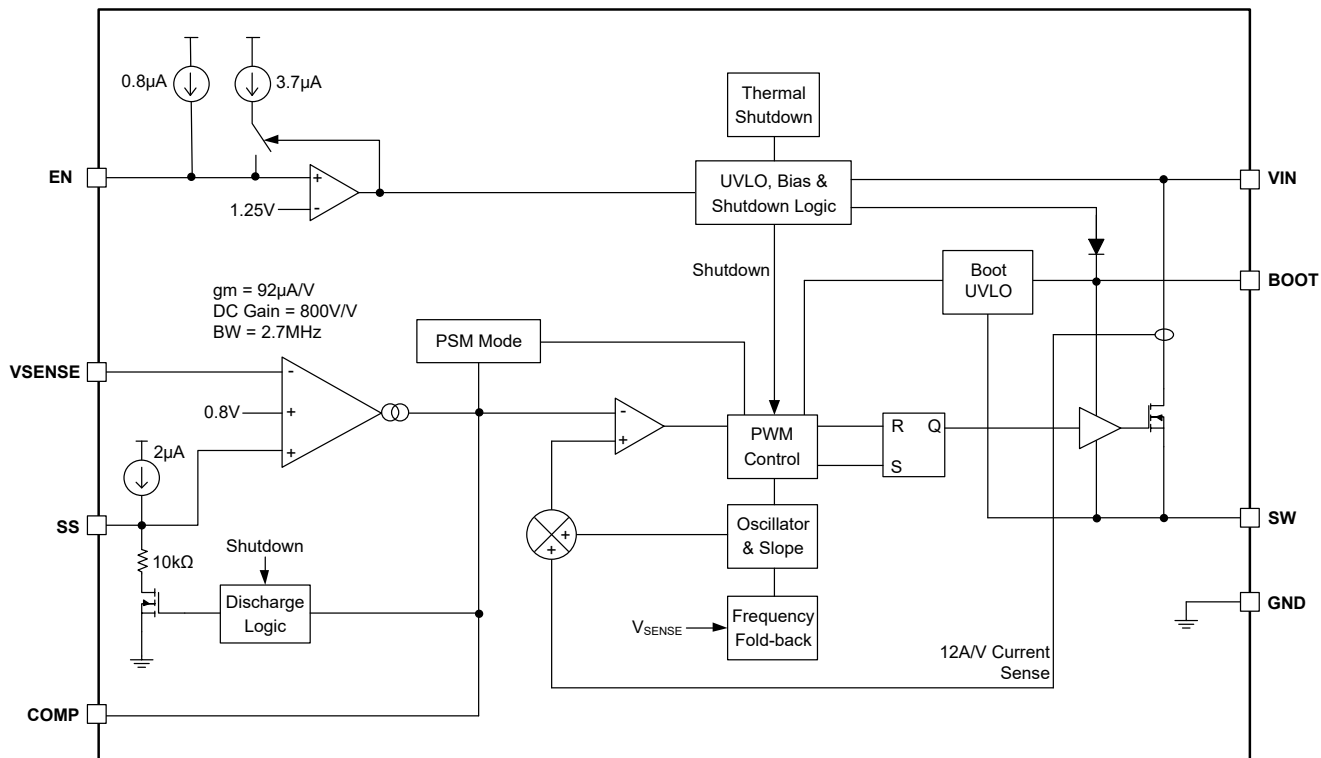 0.8µA
3.7µA
Thermal
Shutdown
EN
+
-
1.25V
UVLO, Bias &
Shutdown Logic
VIN
Shutdown
Boot
UVLO
BOOT
gm = 92µA/V
DC Gain = 800V/V
BW = 2.7MHz
PSM Mode
VSENSE
-
0.8V
+
+
-
+
PWM
Control
R
Q
S
2µA
SS
+
+
Oscillator
& Slope
SW
10kΩ
Shutdown
Discharge
Logic
VSENSE
Frequency
Fold-back
GND
12A/V Current
Sense
COMP